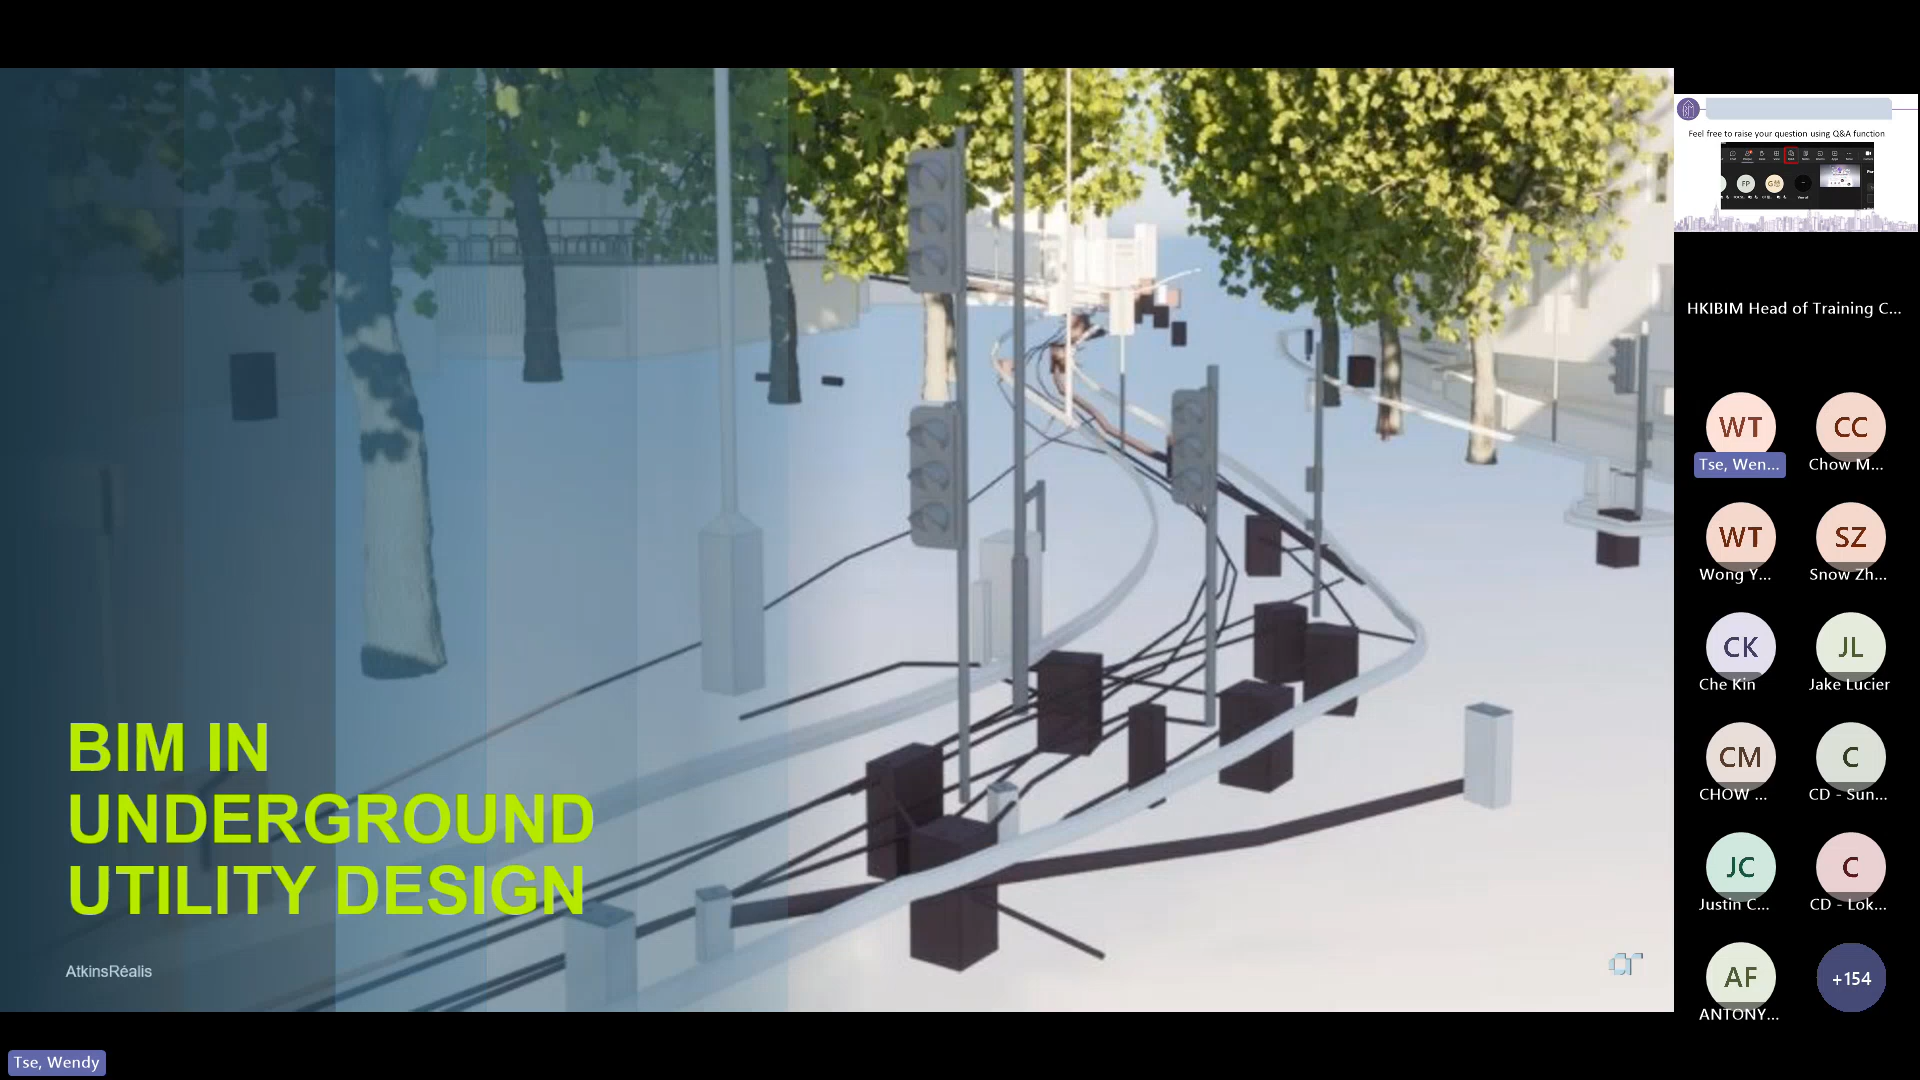 BIM IN
UNDERGROUND
UTILITY DESIGN
AtkinsRéalis
Tse, Wendy
Feel free to raise your question using Q&A function
FP
HKIBIM Head of Training C...
WT
CC
Tse, Wen...
Chow M...
WT
SZ
Wong Y...
Snow Zh...
CK
JL
Che Kin
Jake Lucier
CM
C
CHOW ...
CD - Sun...
JC
C
Justin C...
CD - Lok...
AF
+154
ANTONY...